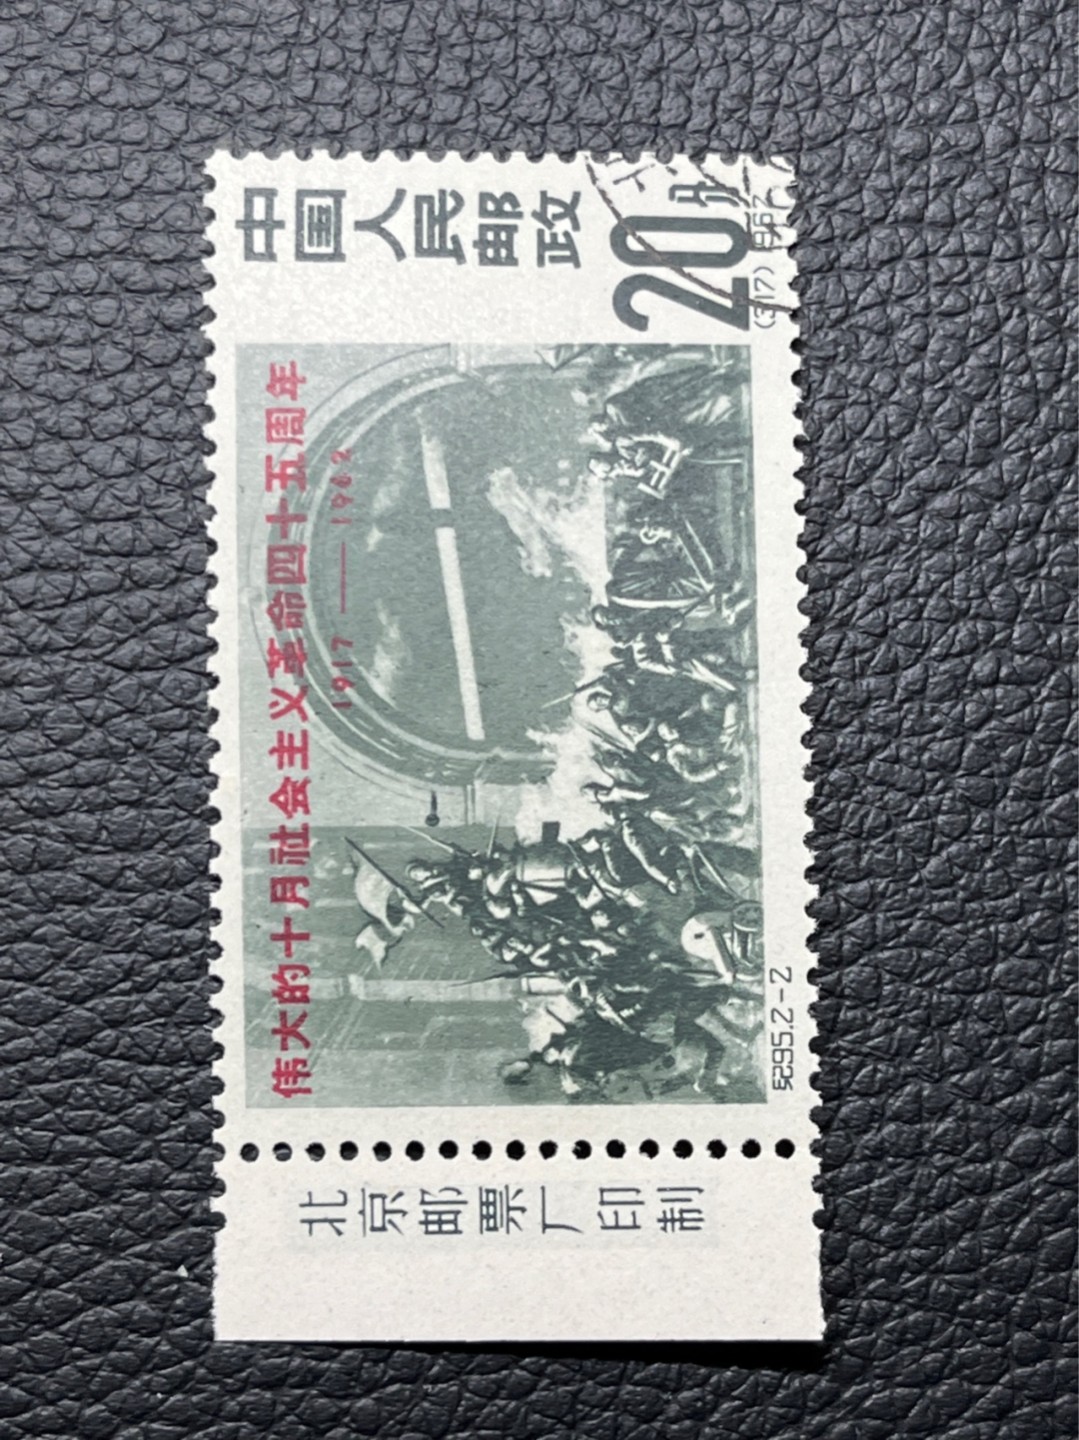 伟大的十月社会主义革命四十五周年
1917——1962
中国人民邮政
20分
纪95.2-2
(317) 1962
北京邮票厂印制